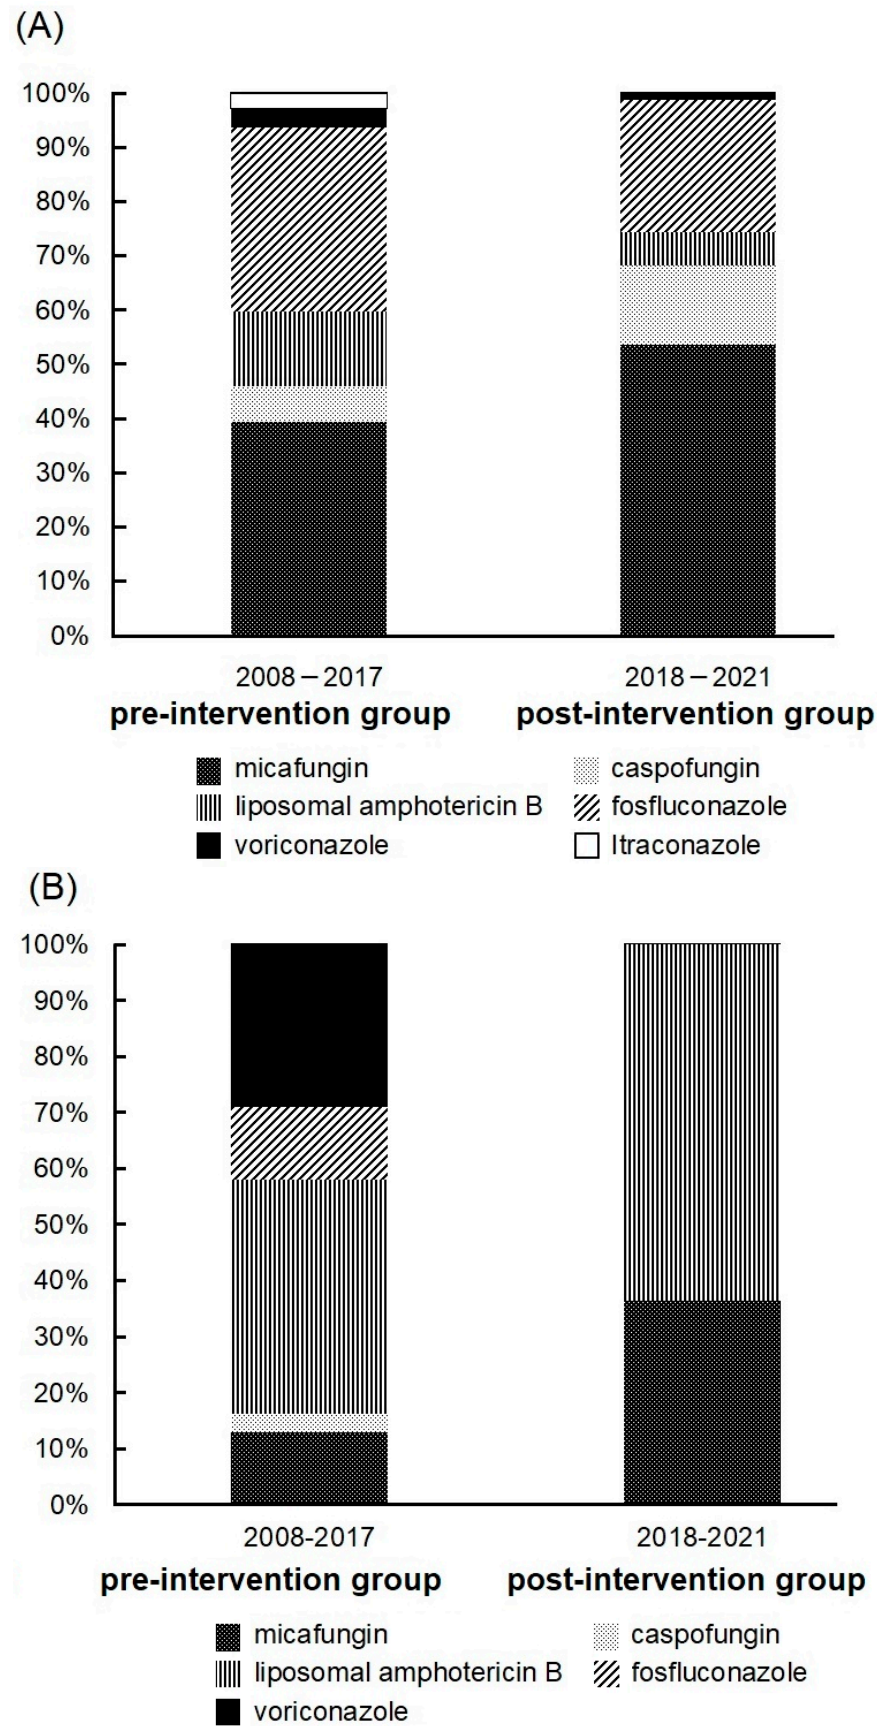 (A)
100%
90%
80%
70%
60%
50%
40%
30%
20%
10%
0%
2008－2017 2018－2021
pre-intervention group post-intervention group
micafungin caspofungin
liposomal amphotericin B fosfluconazole
voriconazole Itraconazole
(B)
100%
90%
80%
70%
60%
50%
40%
30%
20%
10%
0%
2008-2017 2018-2021
pre-intervention group post-intervention group
micafungin caspofungin
liposomal amphotericin B fosfluconazole
voriconazole